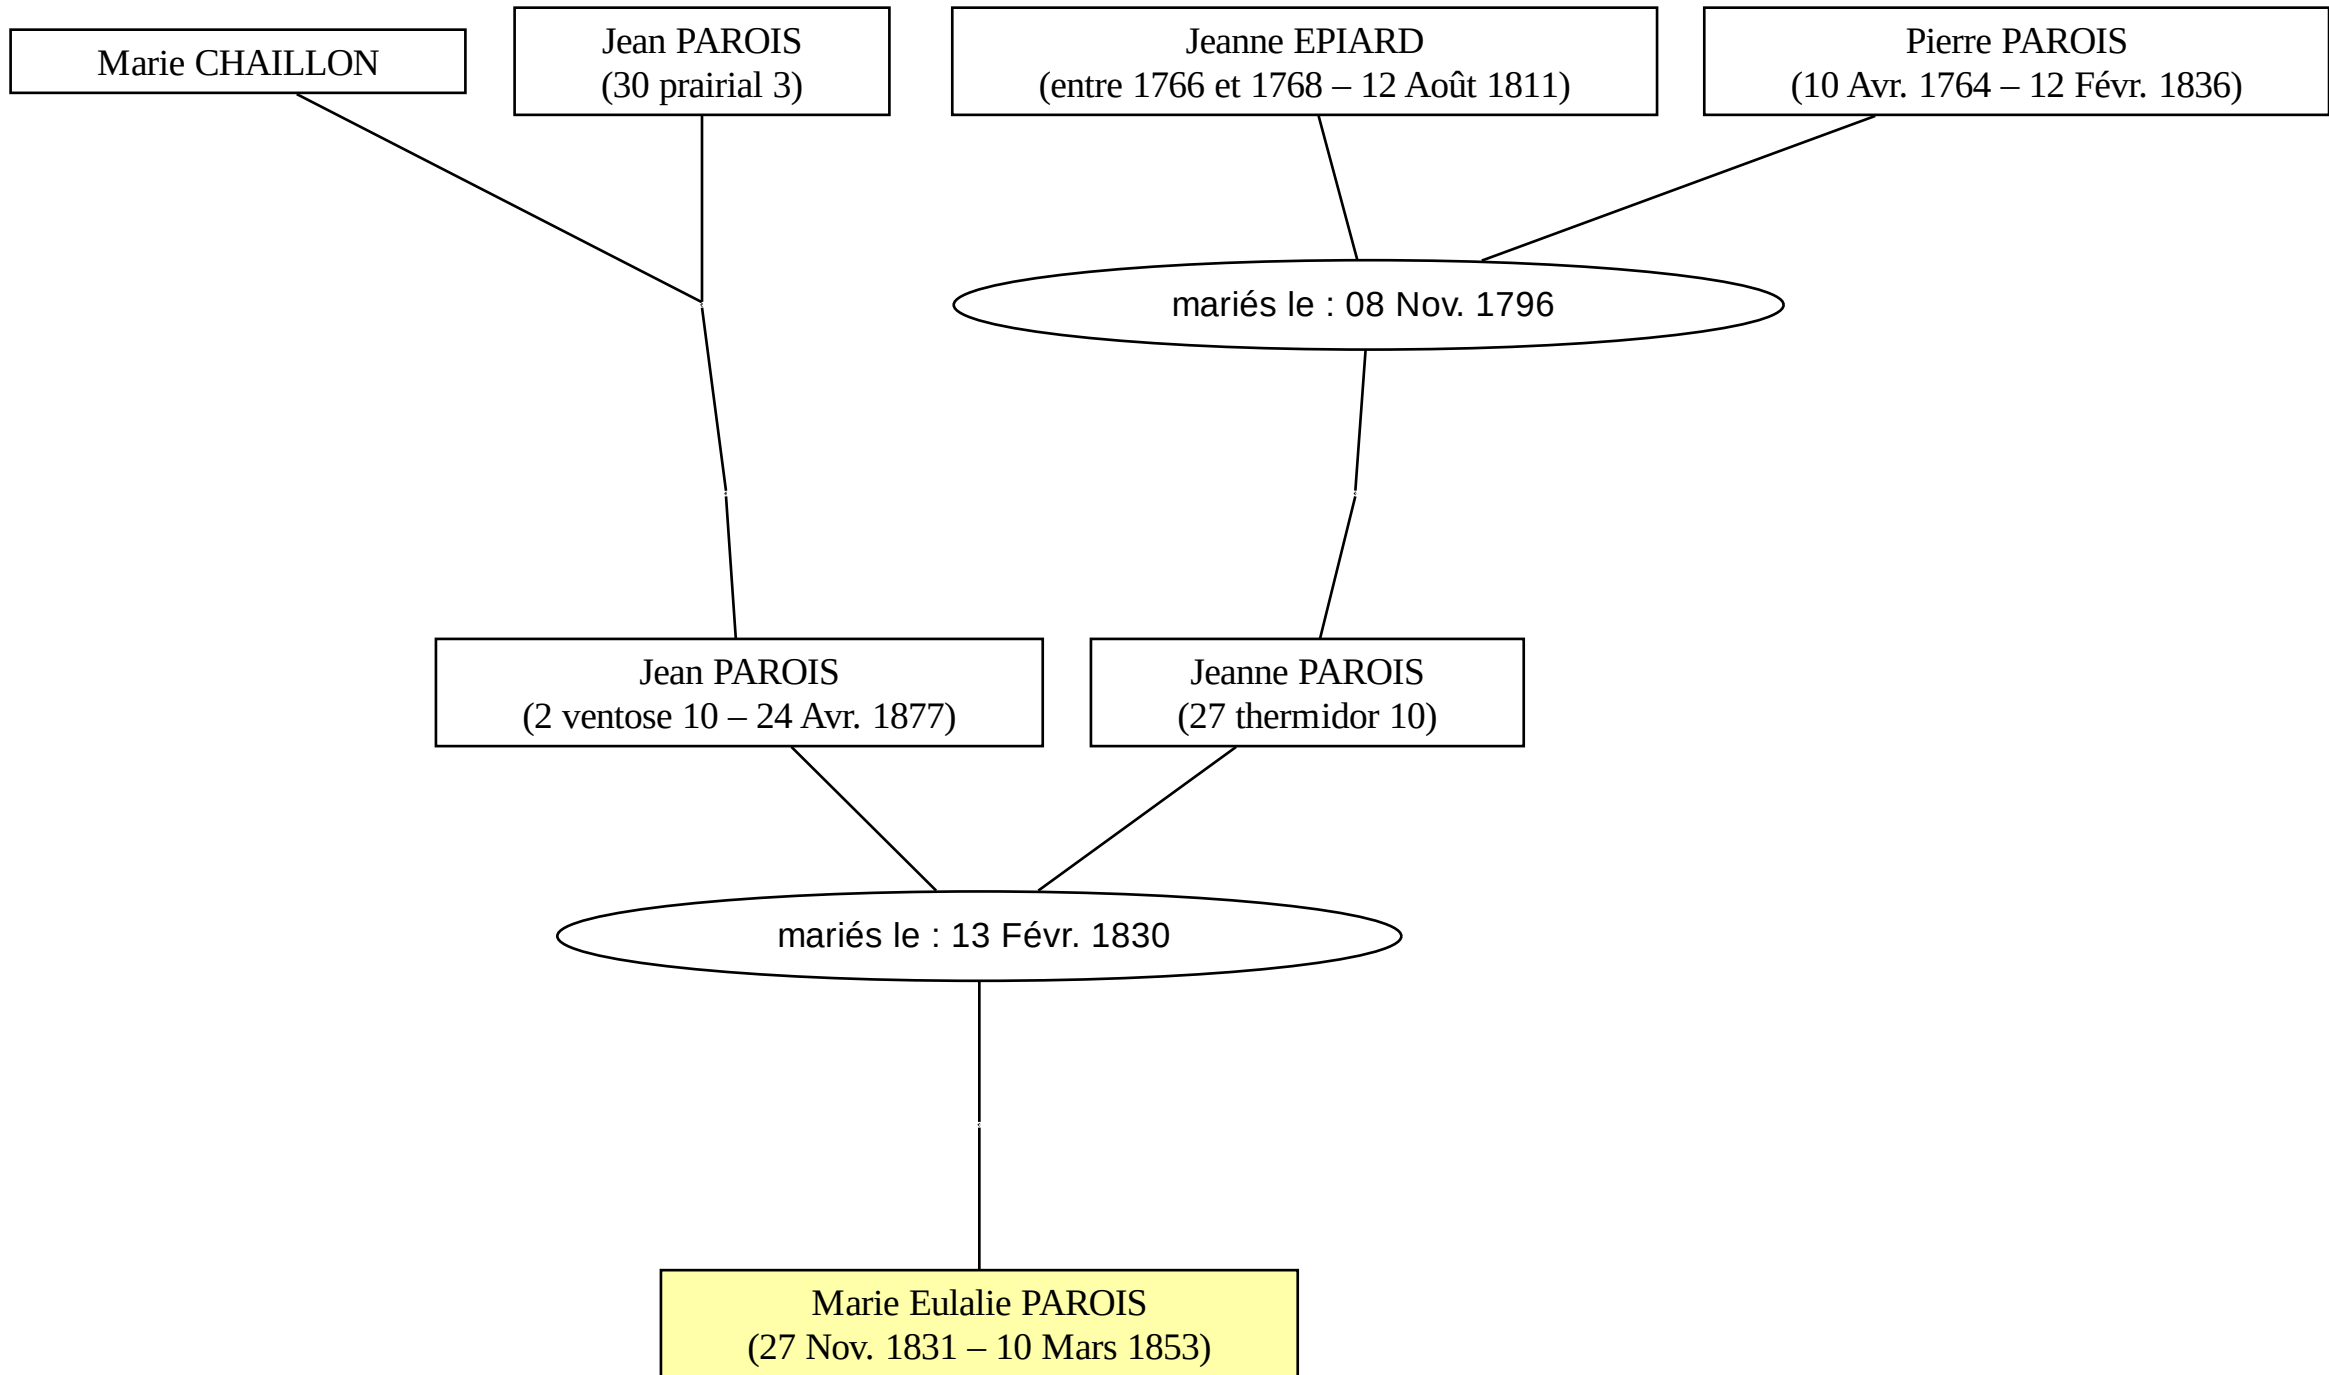 Marie CHAILLON
Jean PAROIS
(30 prairial 3)
Jeanne EPIARD
(entre 1766 et 1768 – 12 Août 1811)
Pierre PAROIS
(10 Avr. 1764 – 12 Févr. 1836)
mariés le : 08 Nov. 1796
Jean PAROIS
(2 ventose 10 – 24 Avr. 1877)
Jeanne PAROIS
(27 thermidor 10)
mariés le : 13 Févr. 1830
Marie Eulalie PAROIS
(27 Nov. 1831 – 10 Mars 1853)